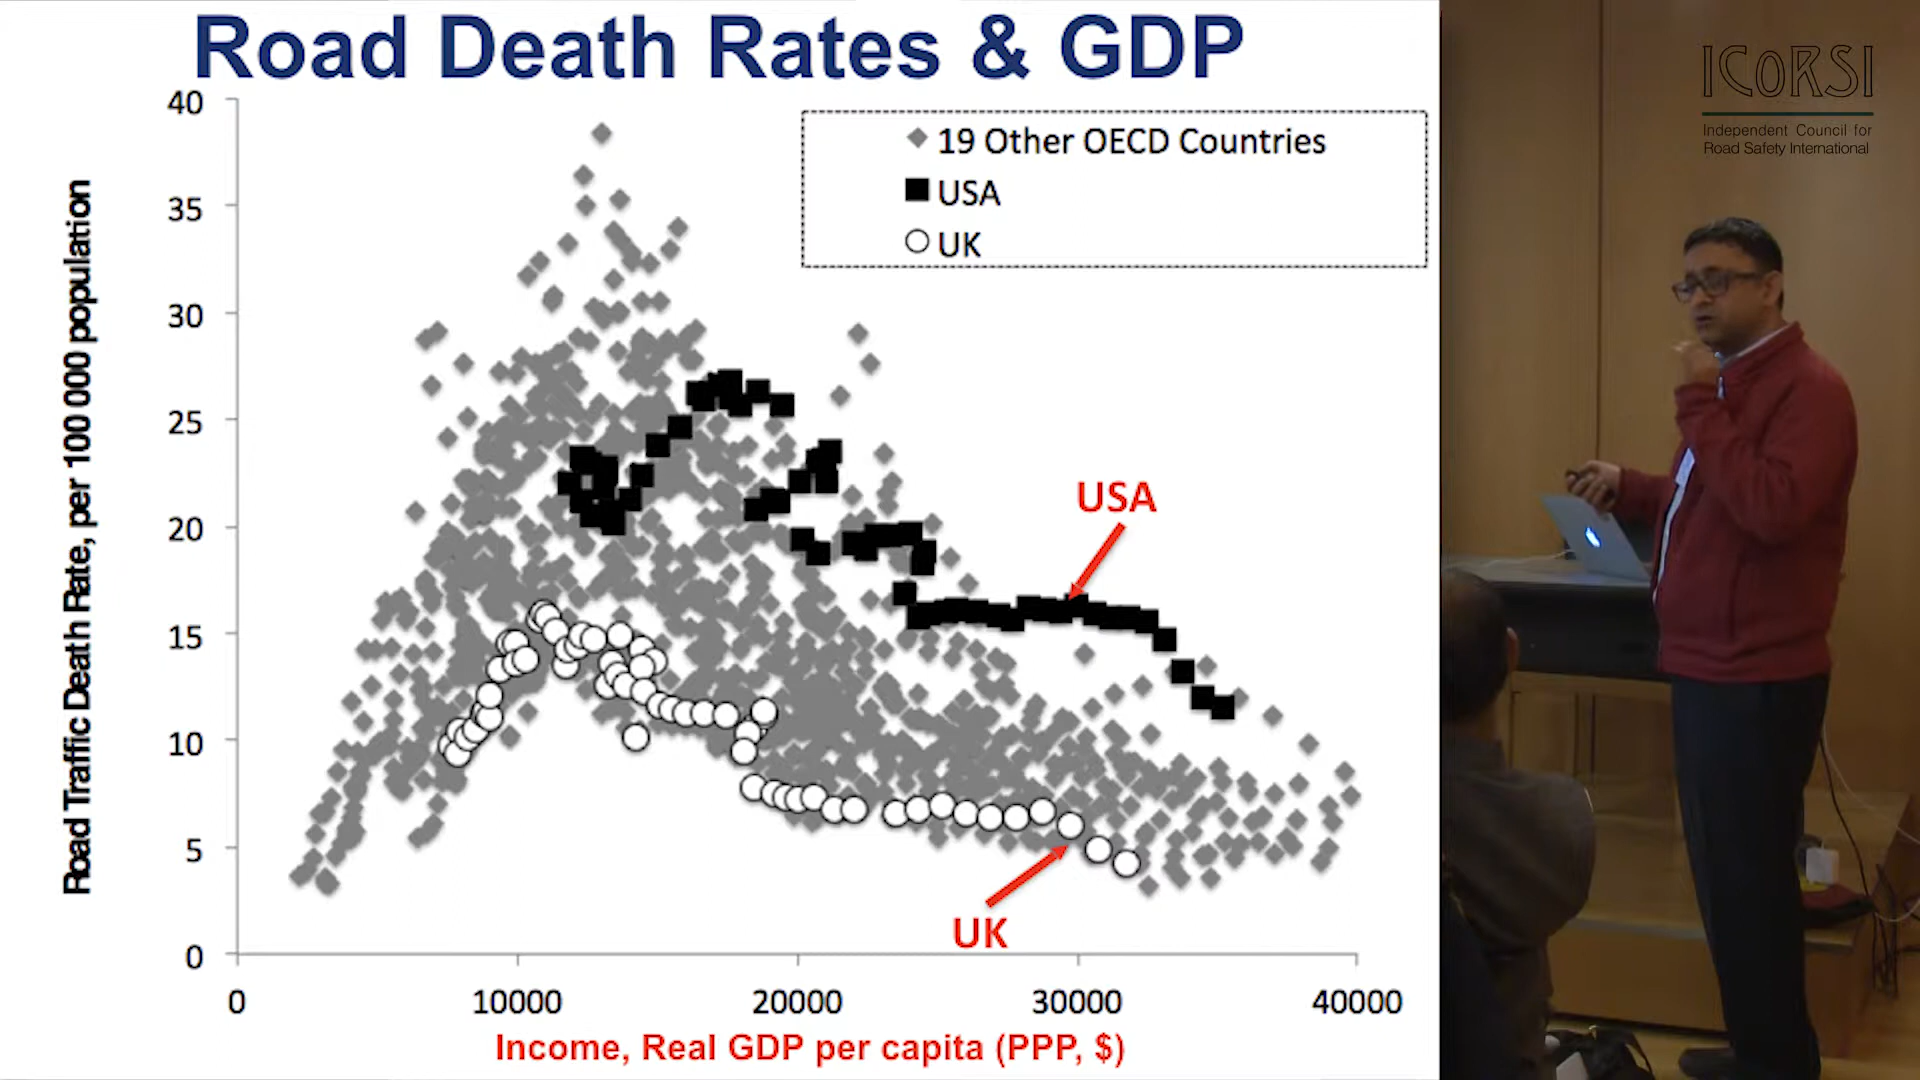 Road Death Rates & GDP
ICoRSI
Independent Council for
Road Safety International
40
35
30
25
20
15
10
5
0
Road Traffic Death Rate, per 100 000 population
19 Other OECD Countries
USA
UK
USA
UK
0 10000 20000 30000 40000
Income, Real GDP per capita (PPP, $)